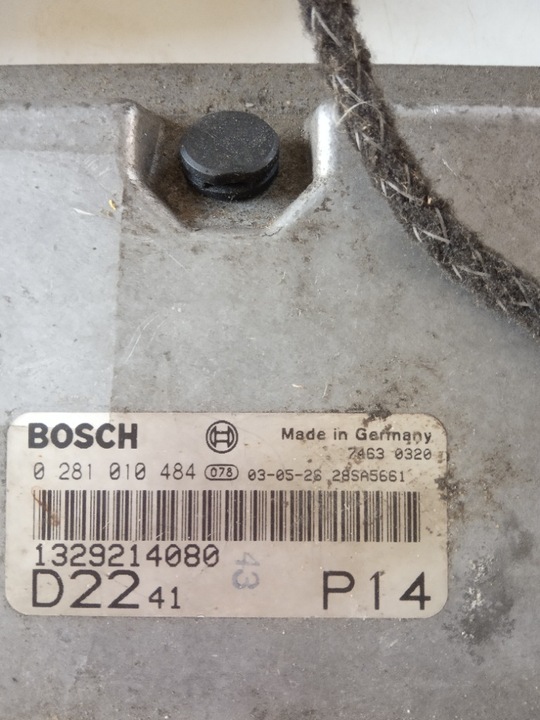 BOSCH Made in Germany
7463 0320
0 281 010 484 078 03-05-26 28SA5661
1329214080
43
D22 41 P14